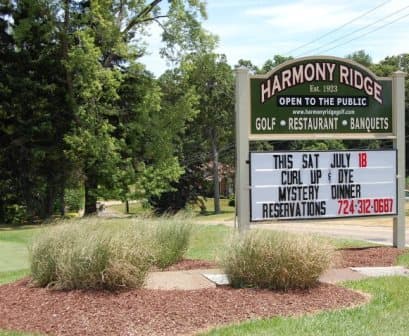 HARMONY RIDGE
Est. 1923
OPEN TO THE PUBLIC
www.harmonyridgegolf.com
GOLF • RESTAURANT • BANQUETS
THIS SAT JULY 18
CURL UP & DYE
MYSTERY DINNER
RESERVATIONS 724-312-0687